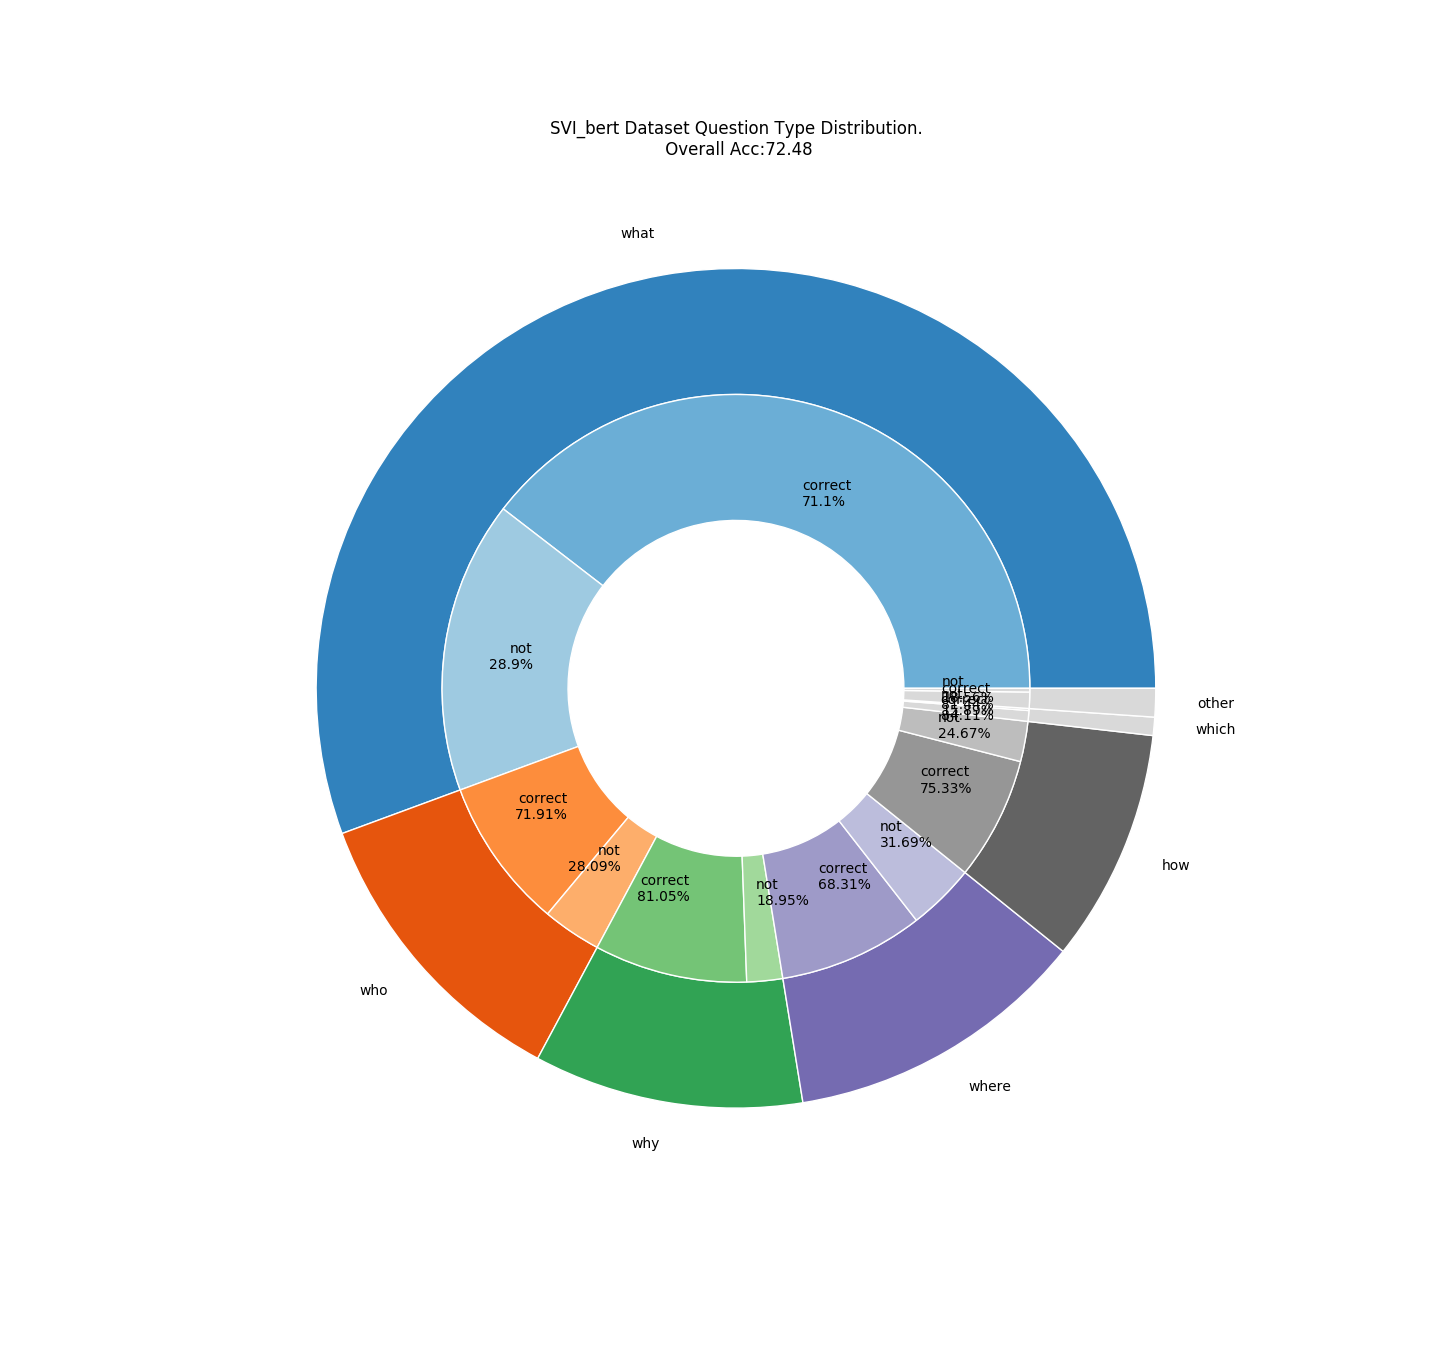 SVI_bert Dataset Question Type Distribution.
Overall Acc:72.48
what
correct
71.1%
not
28.9%
not
correct
other
which
not
24.67%
correct
75.33%
correct
71.91%
not
31.69%
not
28.09%
how
correct
68.31%
correct
81.05%
not
18.95%
who
where
why